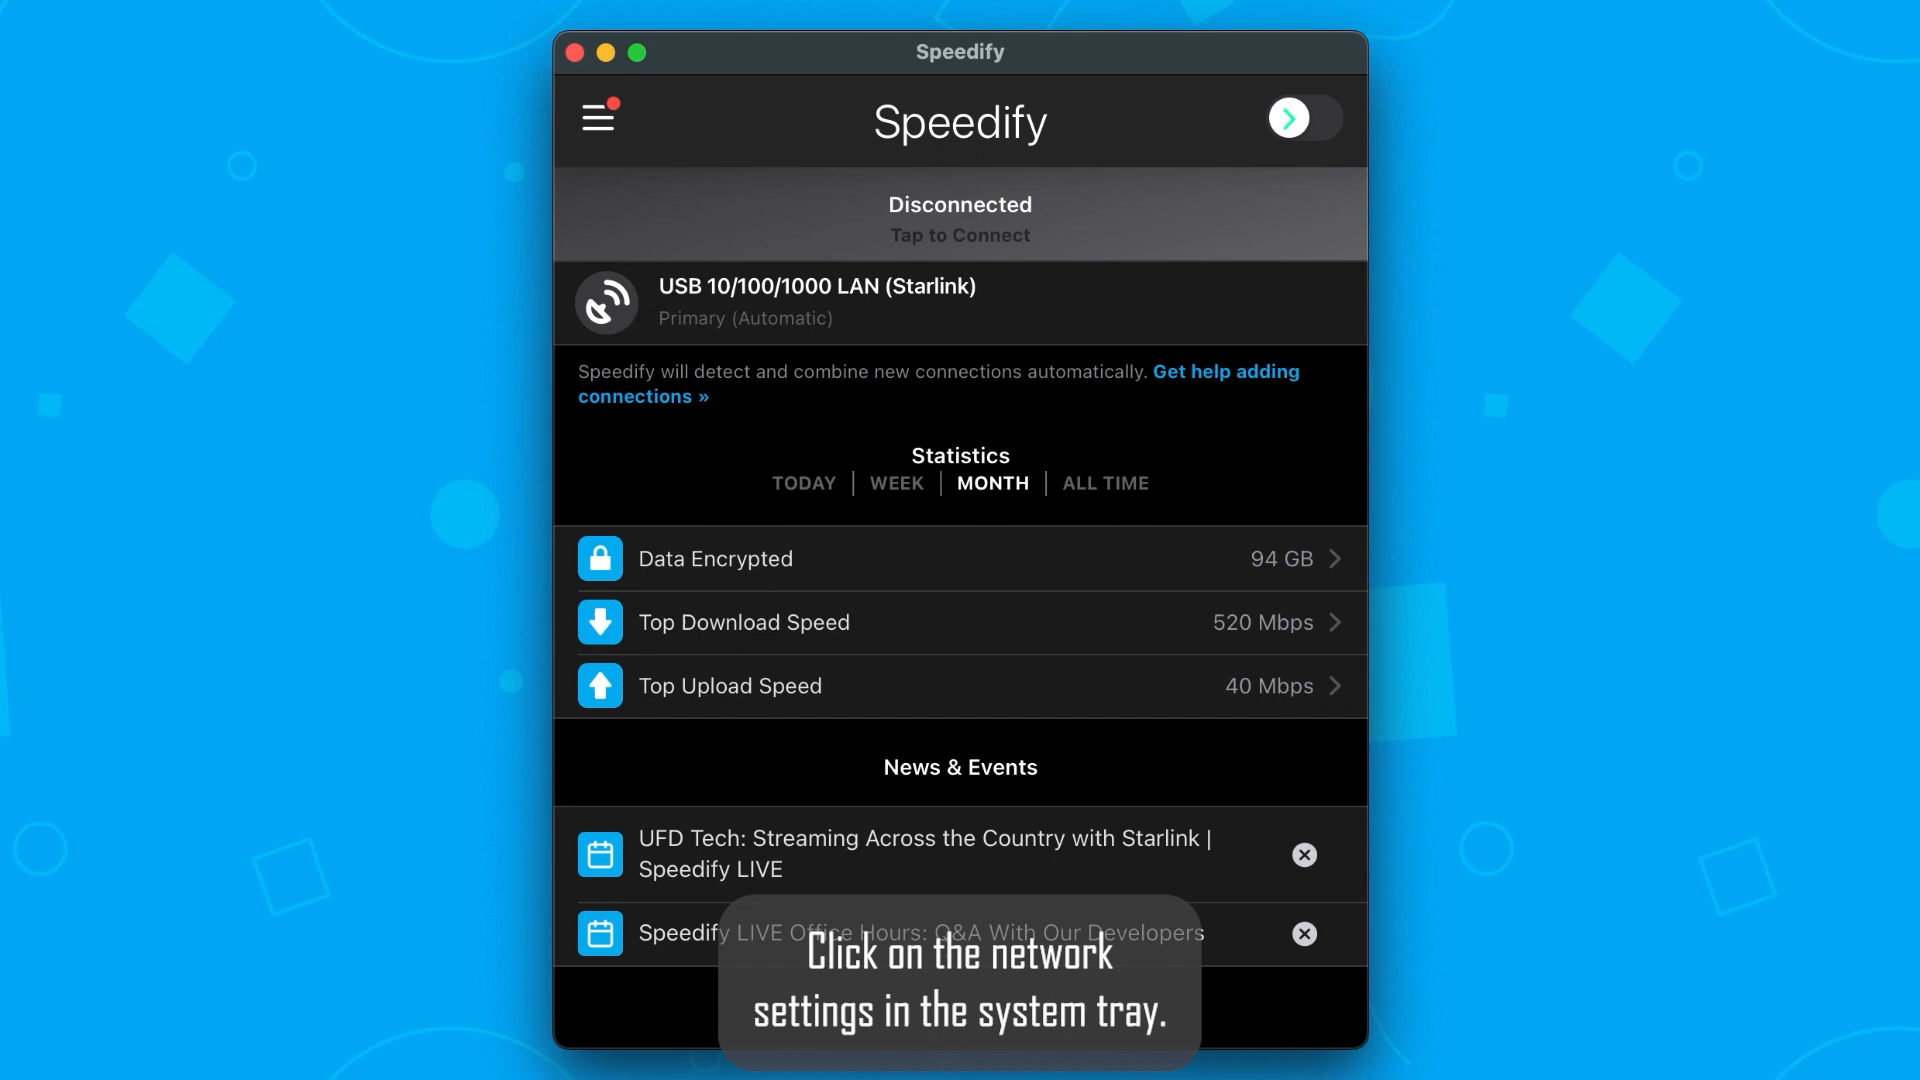 Speedify
Speedify
Disconnected
Tap to Connect
USB 10/100/1000 LAN (Starlink)
Primary (Automatic)
Speedify will detect and combine new connections automatically. Get help adding
connections »
Statistics
TODAY | WEEK | MONTH | ALL TIME
Data Encrypted 94 GB
Top Download Speed 520 Mbps
Top Upload Speed 40 Mbps
News & Events
UFD Tech: Streaming Across the Country with Starlink |
Speedify LIVE
Speedify LIVE Office Hours: Q&A With Our Developers
Click on the network
settings in the system tray.